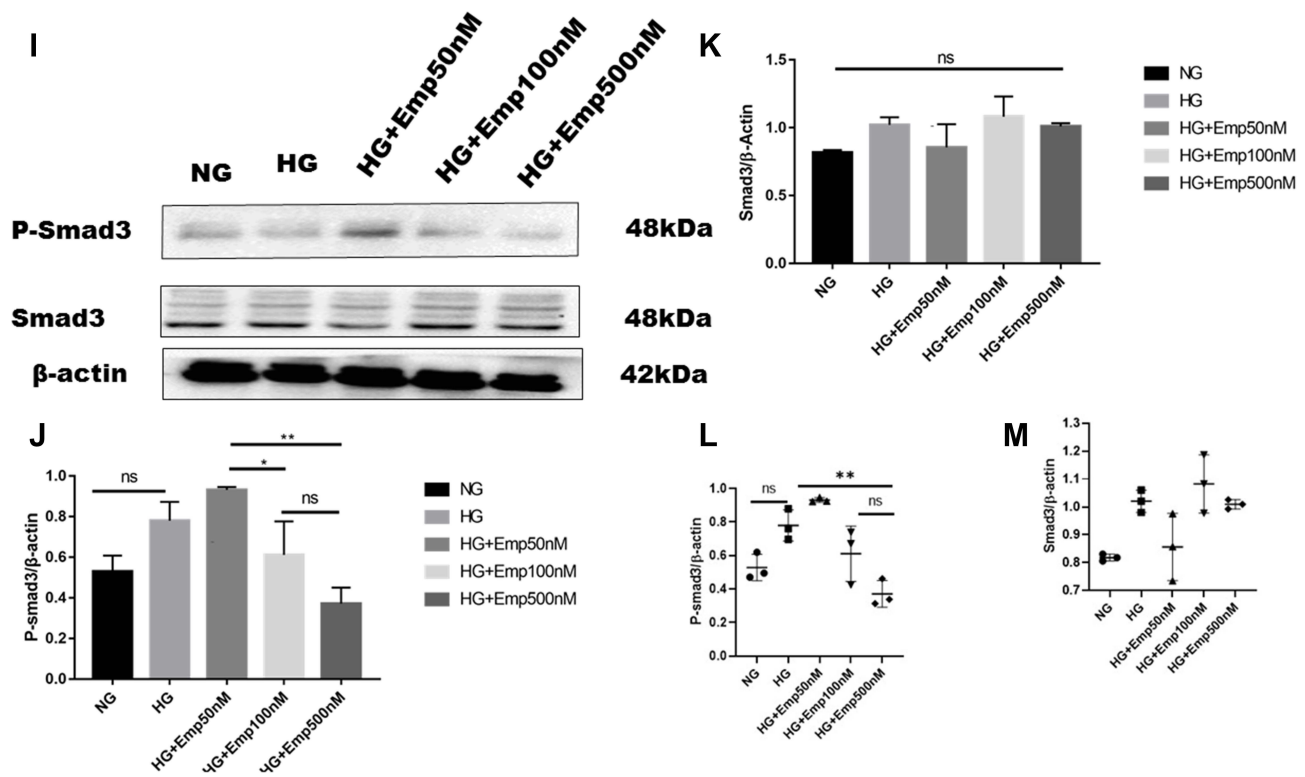 I
NG
HG
HG+Emp50nM
HG+Emp100nM
HG+Emp500nM
P-Smad3
48kDa
Smad3
48kDa
β-actin
42kDa
K
Smad3/β-Actin
1.5
1.0
0.5
0.0
ns
NG
HG
HG+Emp50nM
HG+Emp100nM
HG+Emp500nM
NG
HG
HG+Emp50nM
HG+Emp100nM
HG+Emp500nM
J
P-smad3/β-actin
1.0
0.8
0.6
0.4
0.2
0.0
ns
**
*
ns
NG
HG
HG+Emp50nM
HG+Emp100nM
HG+Emp500nM
NG
HG
HG+Emp50nM
HG+Emp100nM
HG+Emp500nM
L
P-smad3/β-actin
1.0
0.8
0.6
0.4
0.2
0.0
ns
**
ns
NG
HG
HG+Emp50nM
HG+Emp100nM
HG+Emp500nM
M
Smad3/β-actin
1.3
1.2
1.1
1.0
0.9
0.8
0.7
NG
HG
HG+Emp50nM
HG+Emp100nM
HG+Emp500nM